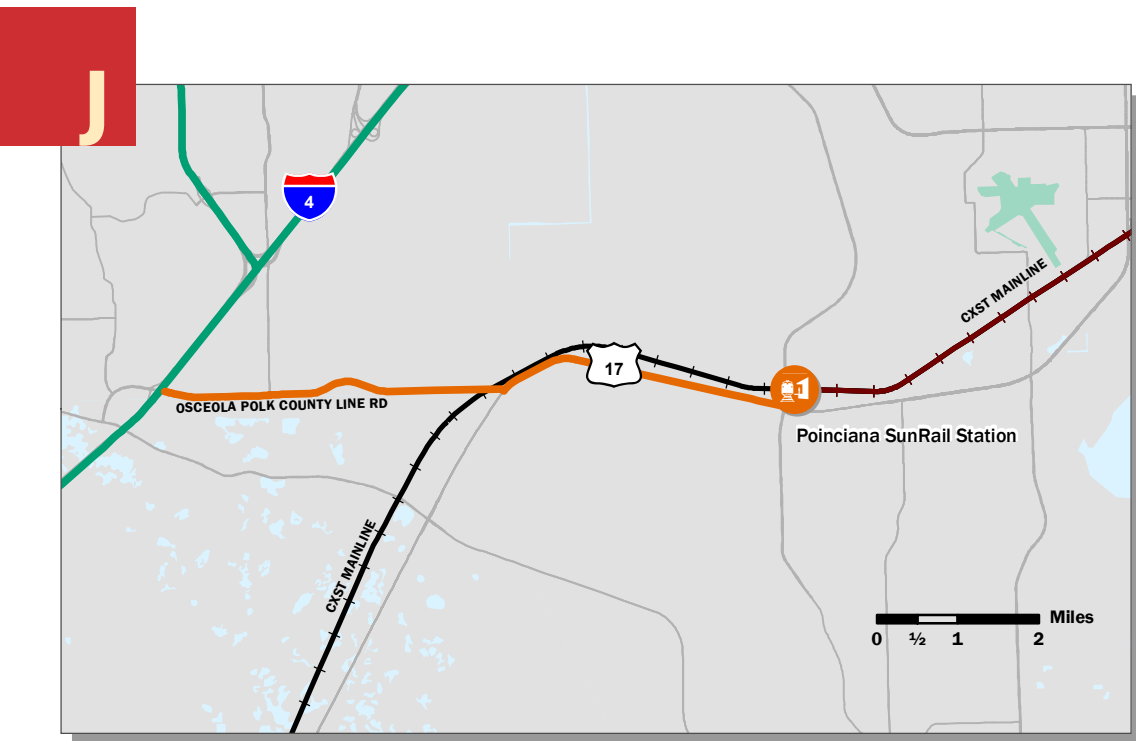 J
4
CXST MAINLINE
17
OSCEOLA POLK COUNTY LINE RD
Poinciana SunRail Station
CXST MAINLINE
Miles
0 ½ 1 2